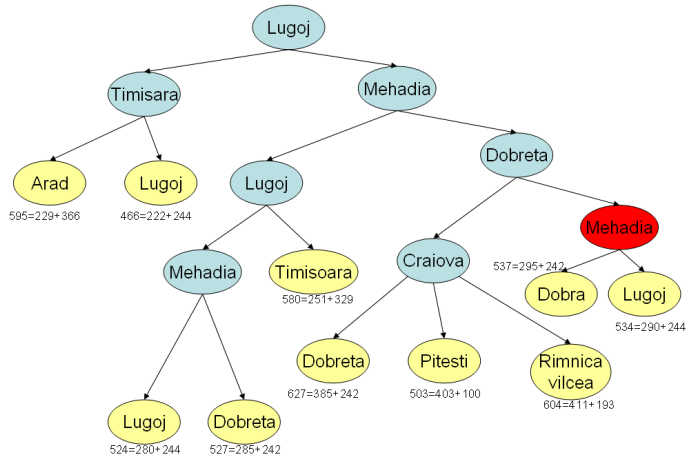 Lugoj
Timisara
Mehadia
Dobreta
Arad
Lugoj
Lugoj
595=229+366
466=222+244
Mehadia
Mehadia
Timisoara
Craiova
537=295+242
580=251+329
Dobra
Lugoj
534=290+244
Dobreta
Pitesti
Rimnica
vilcea
627=385+242
503=403+100
604=411+193
Lugoj
Dobreta
524=280+244
527=285+242